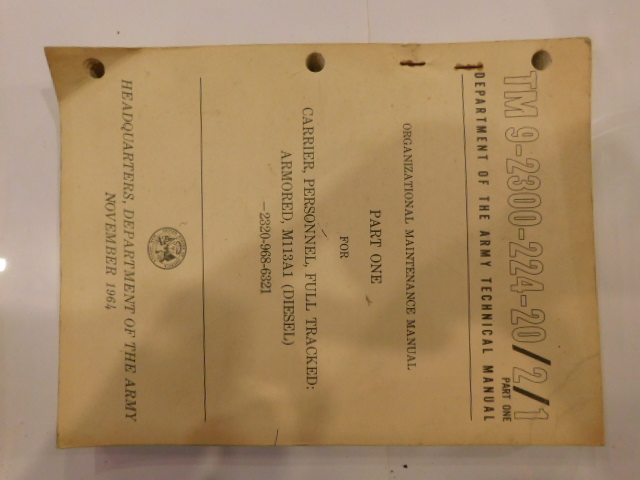 TM 9-2300-224-20/2/1
PART ONE
DEPARTMENT OF THE ARMY TECHNICAL MANUAL
ORGANIZATIONAL MAINTENANCE MANUAL
PART ONE
FOR
CARRIER, PERSONNEL, FULL TRACKED:
ARMORED, M113A1 (DIESEL)
—2320-968-6321
HEADQUARTERS, DEPARTMENT OF THE ARMY
NOVEMBER 1964